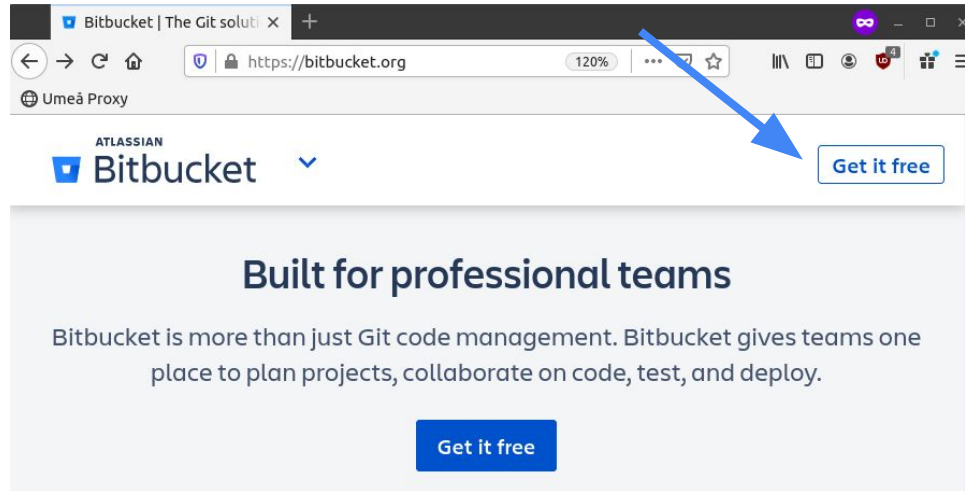 Bitbucket | The Git soluti
https://bitbucket.org
120%
4
Umeå Proxy
ATLASSIAN
Bitbucket
Get it free
Built for professional teams
Bitbucket is more than just Git code management. Bitbucket gives teams one
place to plan projects, collaborate on code, test, and deploy.
Get it free